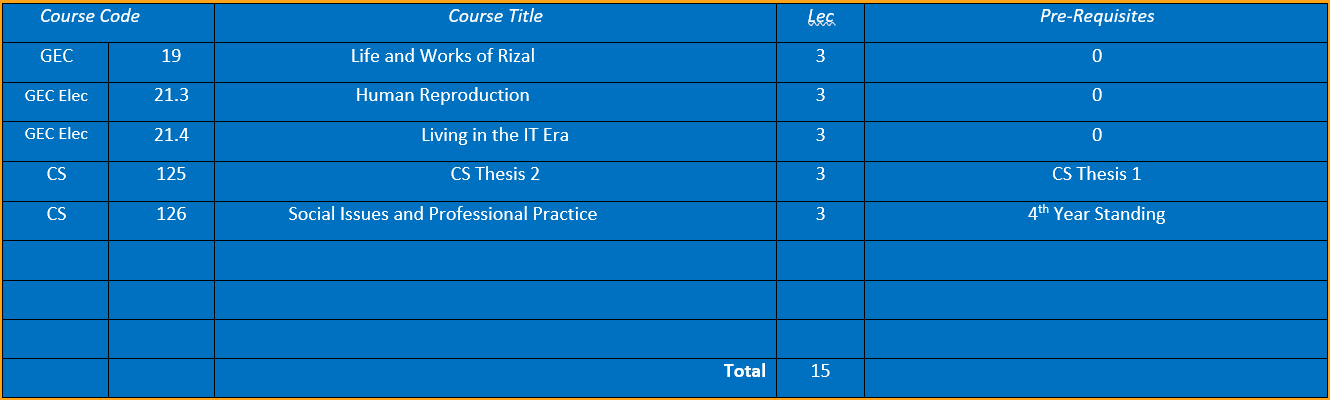 Course Code Course Title Lec Pre-Requisites
GEC 19 Life and Works of Rizal 3 0
GEC Elec 21.3 Human Reproduction 3 0
GEC Elec 21.4 Living in the IT Era 3 0
CS 125 CS Thesis 2 3 CS Thesis 1
CS 126 Social Issues and Professional Practice 3 4th Year Standing
Total 15